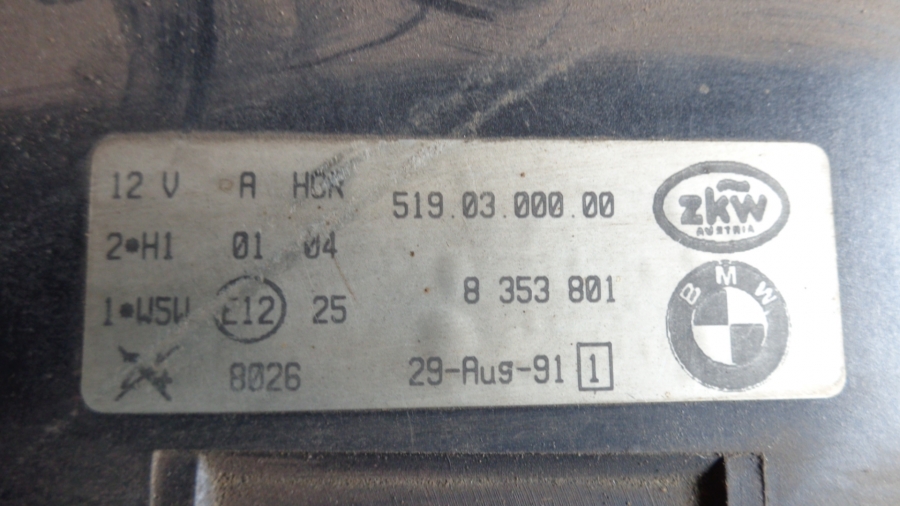 12 V A HCR
519.03.000.00
zkw
AUSTRIA
2*H1 01 04
8 353 801
BMW
1*W5W E12 25
8026
29-Aug-91 1